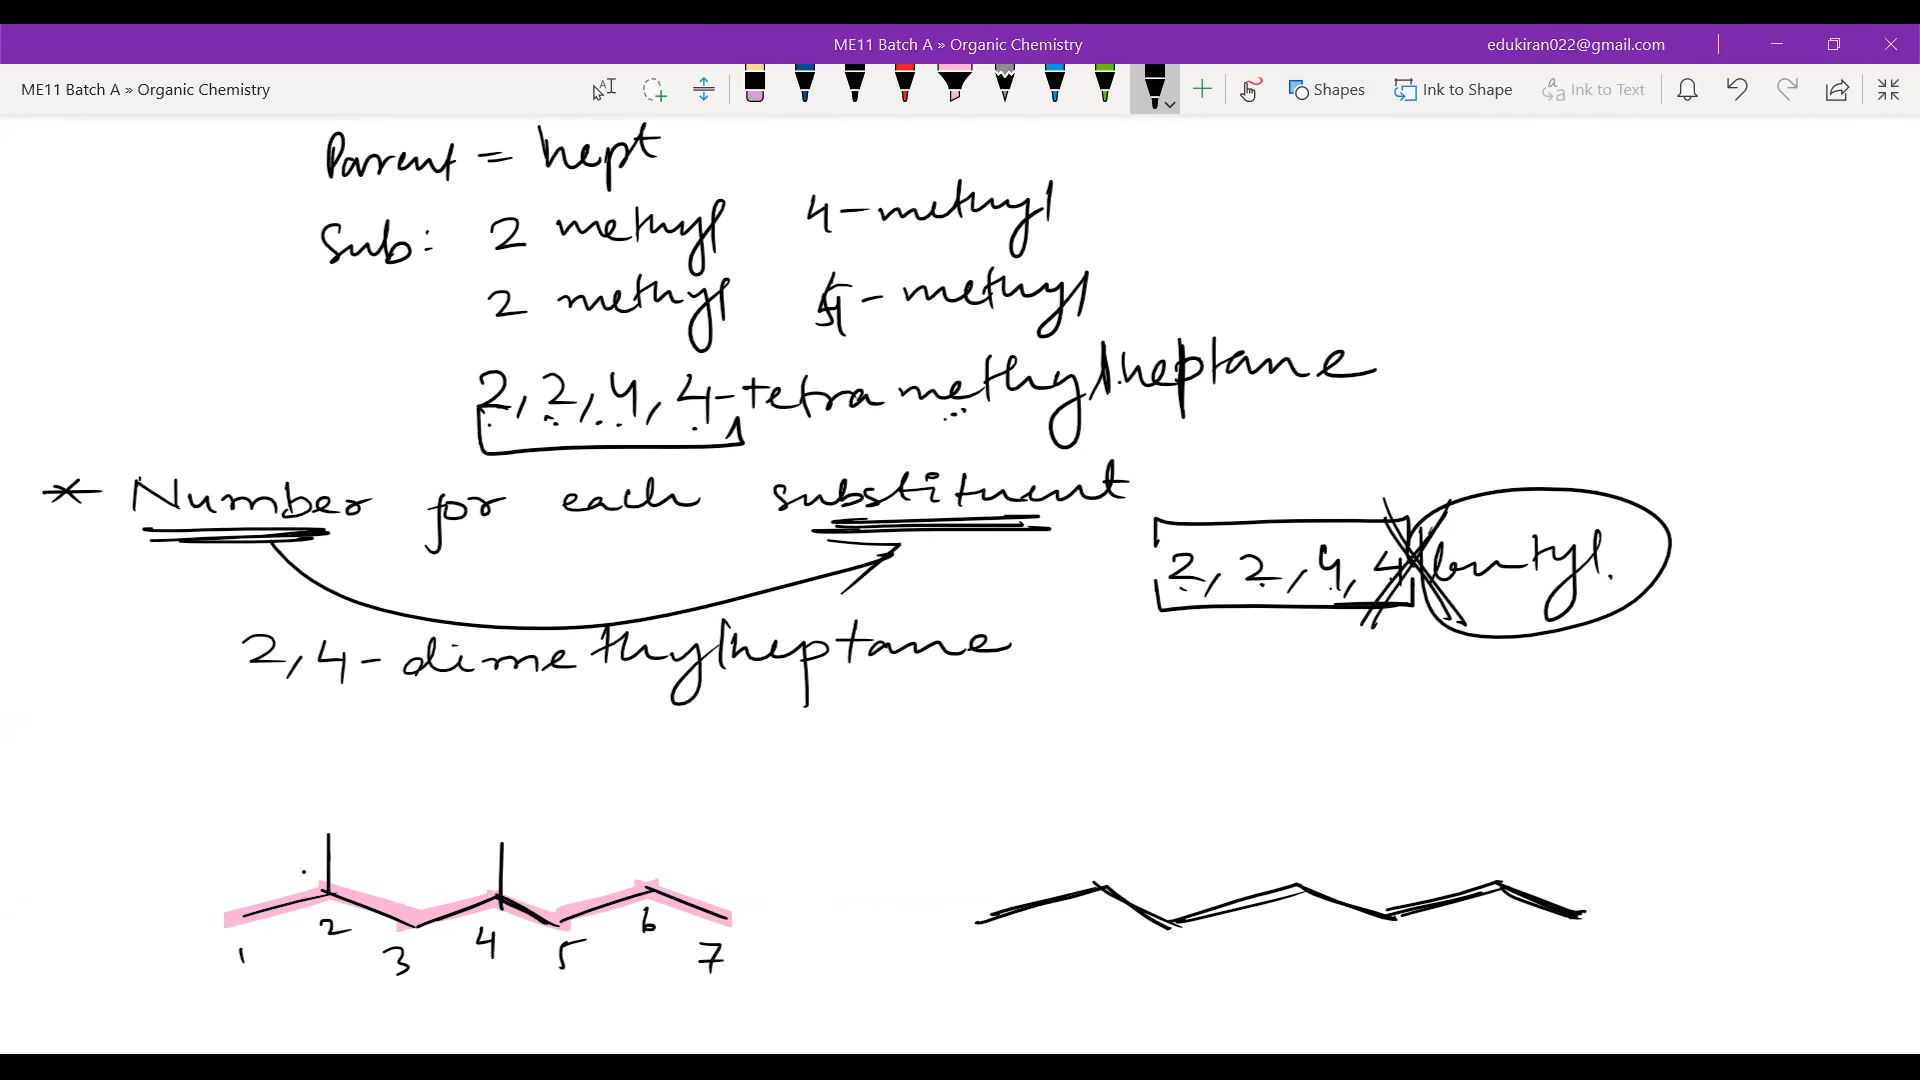 ME11 Batch A » Organic Chemistry
edukiran022@gmail.com
ME11 Batch A » Organic Chemistry
Shapes
Ink to Shape
Ink to Text
Parent = hept
Sub: 2 methyl 4-methyl
2 methyl 4-methyl
2, 2, 4, 4-tetramethylheptane
* Number for each substituent
2, 2, 4, 4 butyl.
2,4-dimethylheptane
1 2 3 4 5 6 7